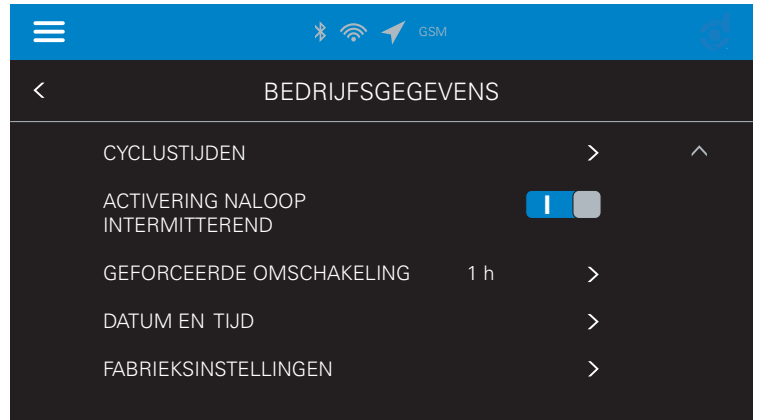 GSM
BEDRIJFSGEGEVENS
CYCLUSTIJDEN
ACTIVERING NALOOP
INTERMITTEREND
GEFORCEERDE OMSCHAKELING 1 h
DATUM EN TIJD
FABRIEKSINSTELLINGEN